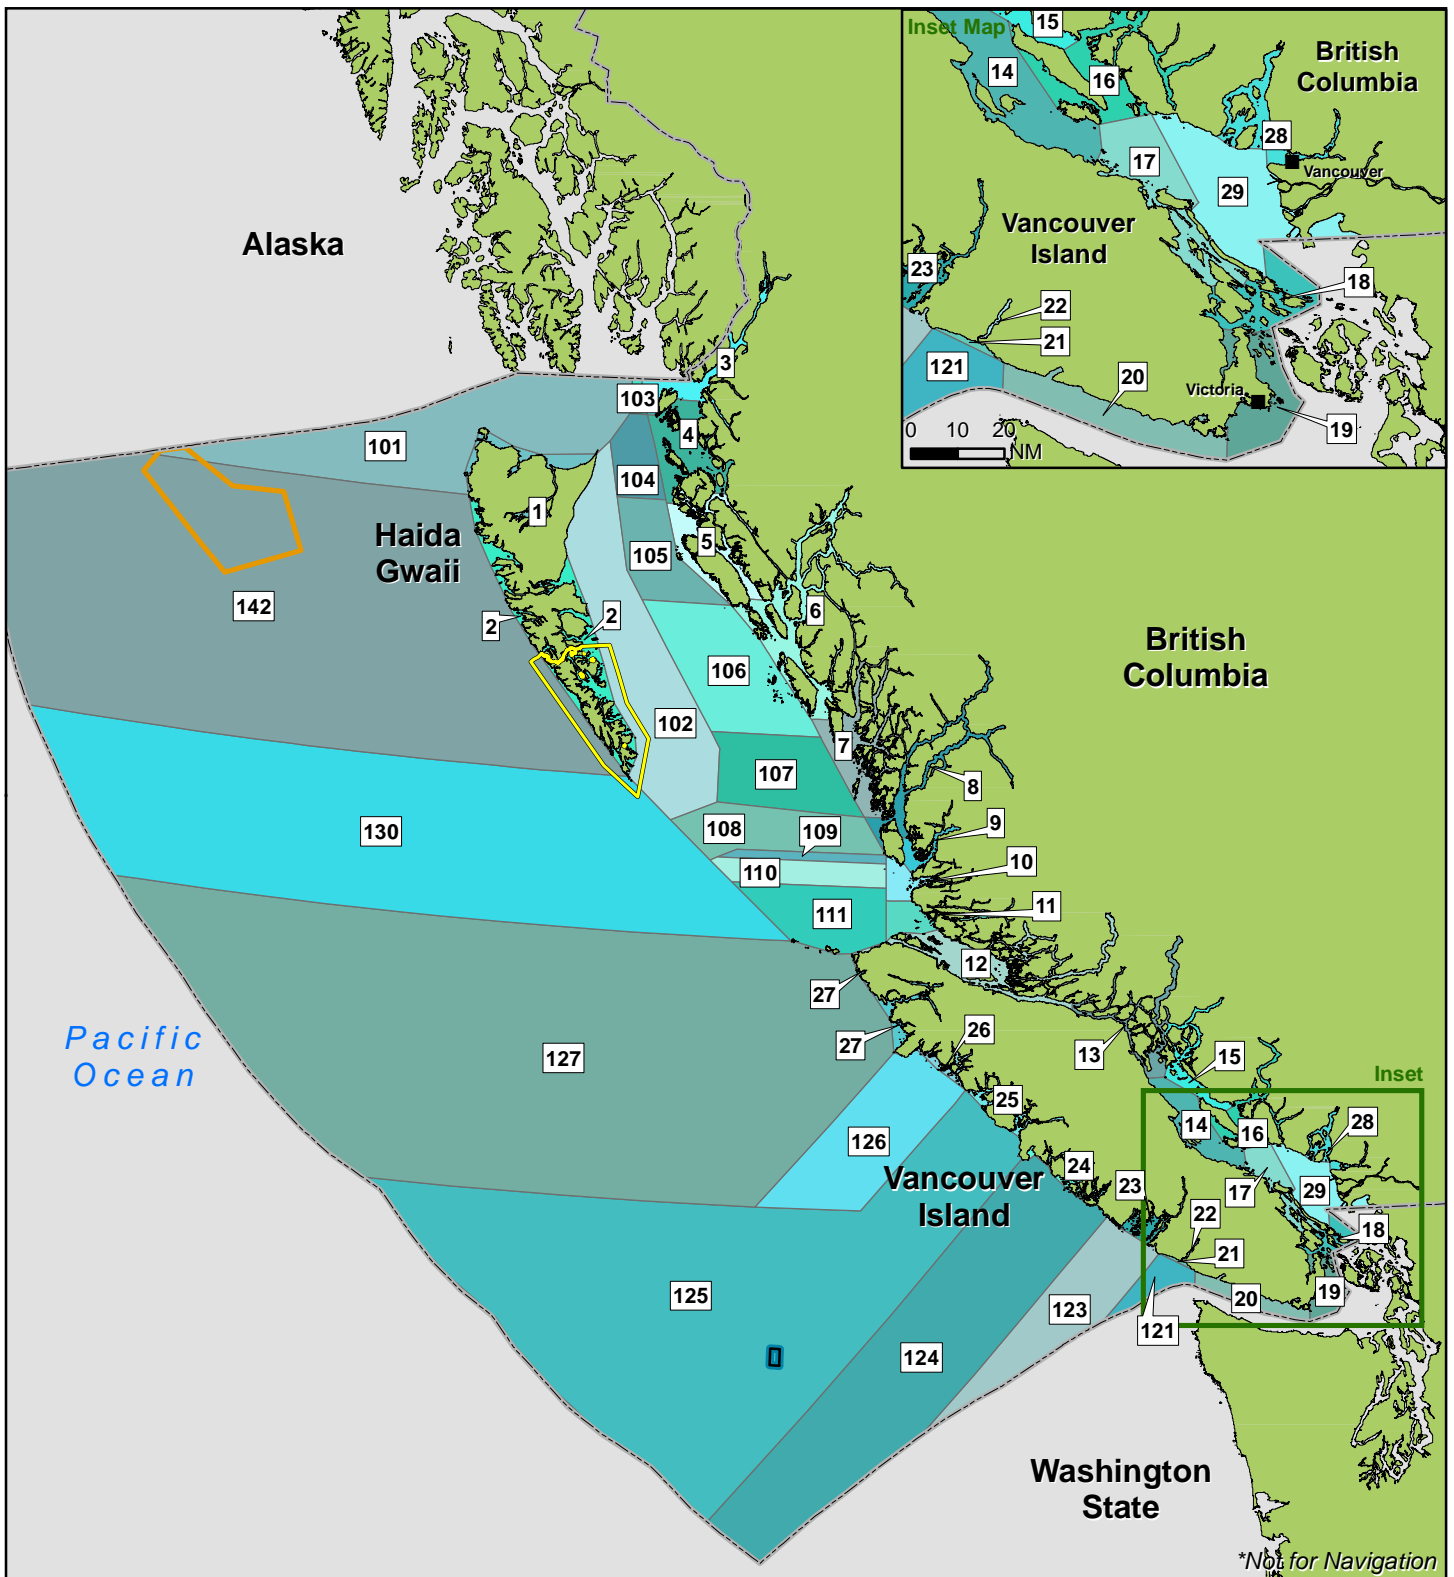 Inset Map
15
British
Columbia
14
16
28
Vancouver
17
29
Vancouver
Island
23
18
22
21
121
20
Victoria
19
0 10 20
NM
Alaska
3
103
4
101
104
1
Haida
Gwaii
5
105
142
2
2
6
British
Columbia
106
102
7
107
8
130
108
109
9
110
10
111
11
12
27
Pacific
Ocean
127
27
26
13
15
Inset
25
126
14
16
28
Vancouver
Island
24
23
17
29
22
18
21
125
123
20
19
121
124
Washington
State
*Not for Navigation